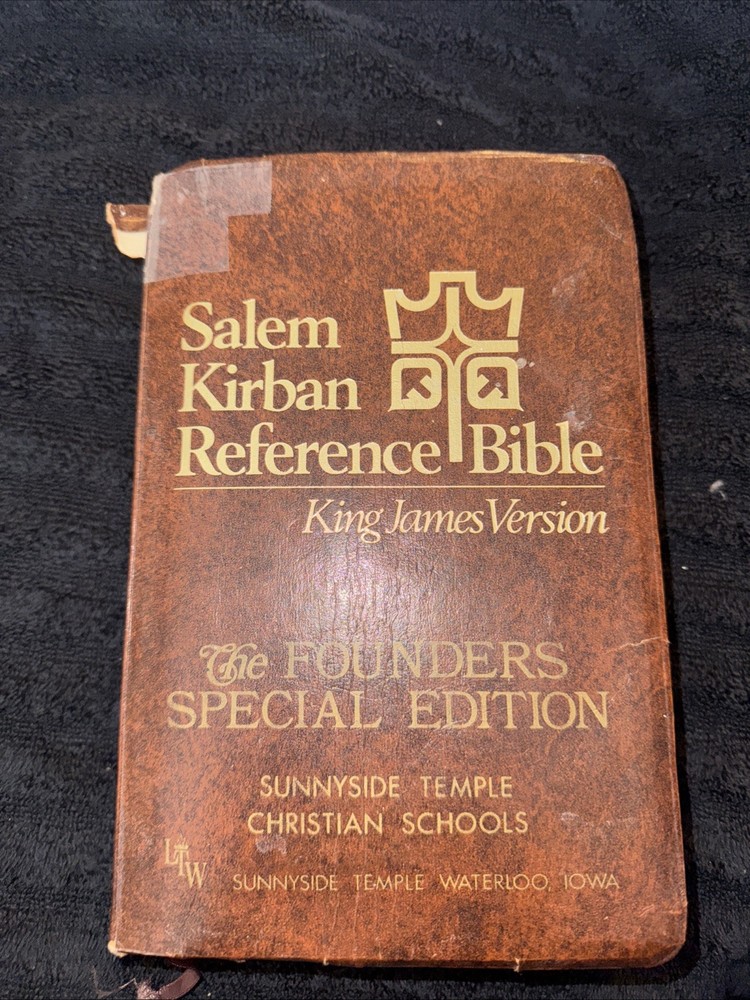 Salem
Kirban
Reference Bible
King James Version
The FOUNDERS
SPECIAL EDITION
SUNNYSIDE TEMPLE
CHRISTIAN SCHOOLS
LTW
SUNNYSIDE TEMPLE WATERLOO, IOWA